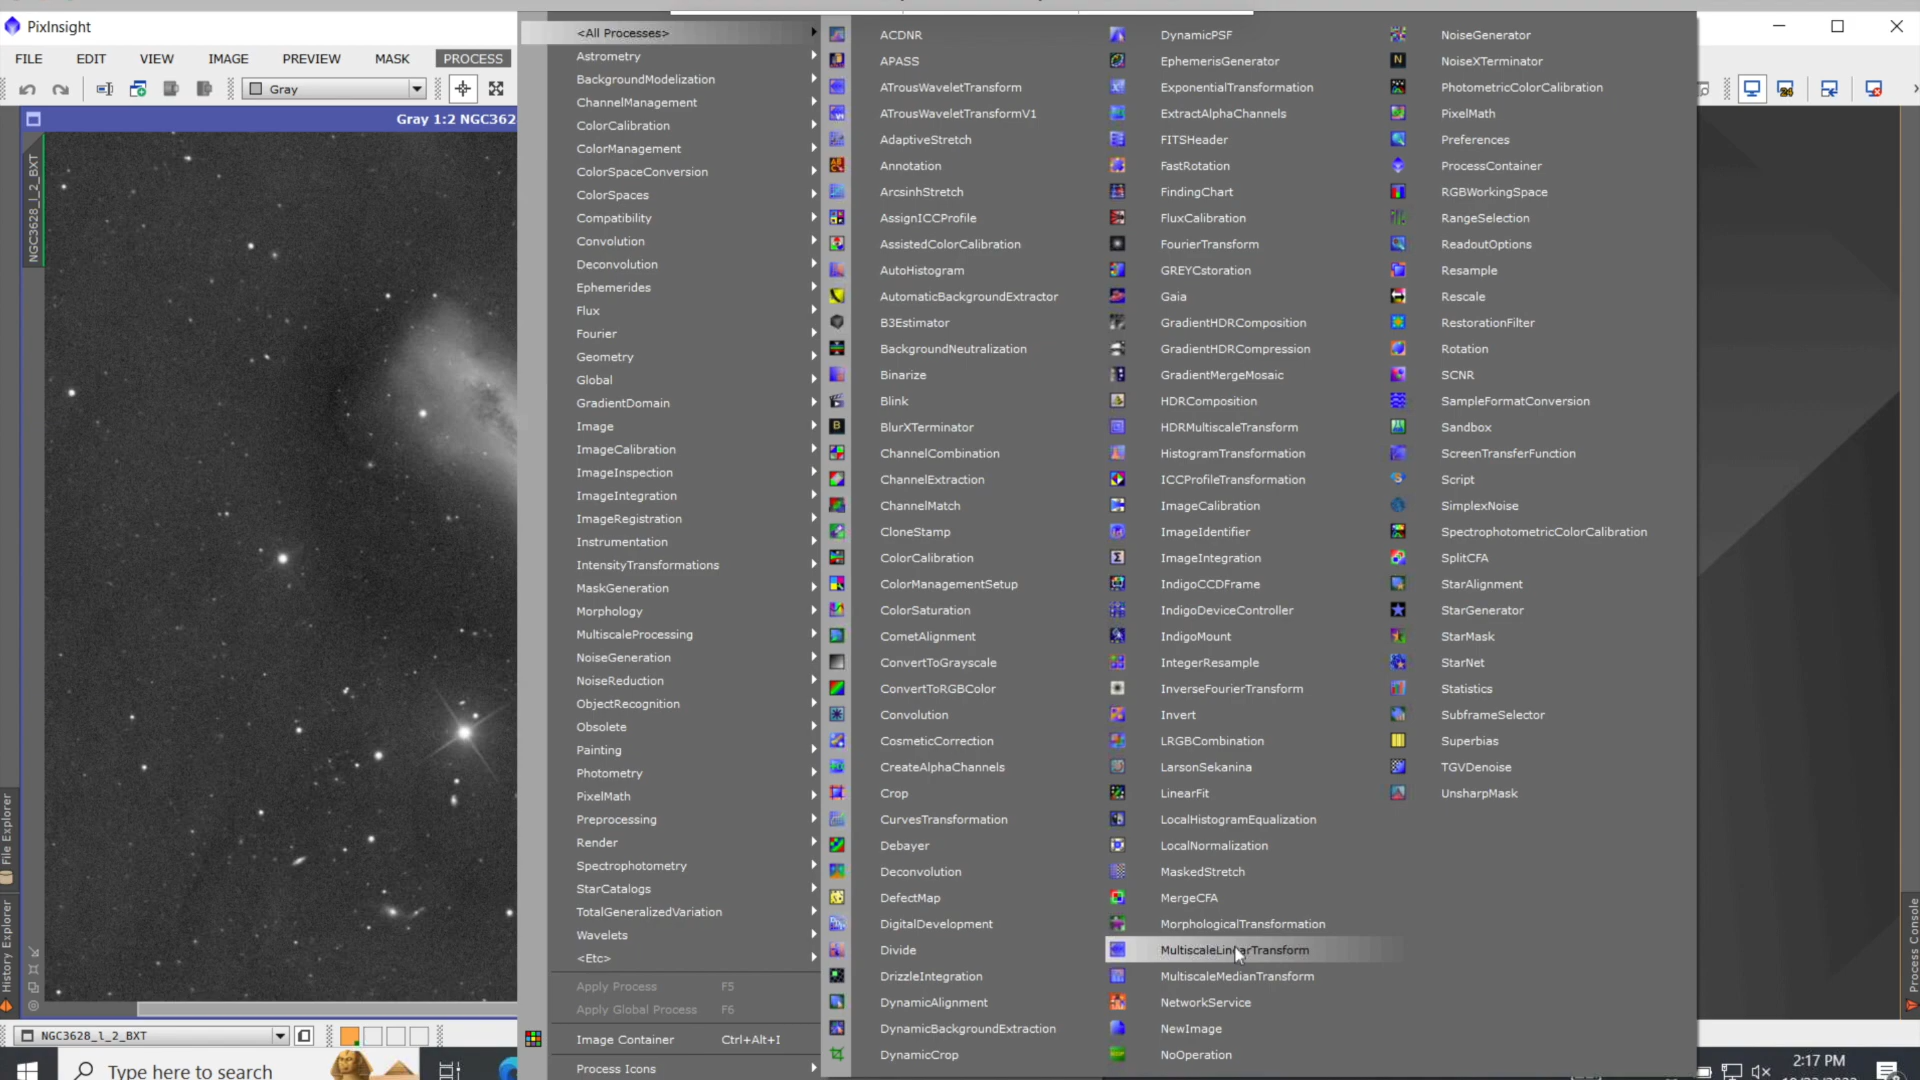 PixInsight
FILE EDIT VIEW IMAGE PREVIEW MASK PROCESS
Gray
Gray 1:2 NGC362
NGC3628_l_2_BXT
File Explorer
History Explorer
Process Console
<All Processes>
Astrometry
BackgroundModelization
ChannelManagement
ColorCalibration
ColorManagement
ColorSpaceConversion
ColorSpaces
Compatibility
Convolution
Deconvolution
Ephemerides
Flux
Fourier
Geometry
Global
GradientDomain
Image
ImageCalibration
ImageInspection
ImageIntegration
ImageRegistration
Instrumentation
IntensityTransformations
MaskGeneration
Morphology
MultiscaleProcessing
NoiseGeneration
NoiseReduction
ObjectRecognition
Obsolete
Painting
Photometry
PixelMath
Preprocessing
Render
Spectrophotometry
StarCatalogs
TotalGeneralizedVariation
Wavelets
<Etc>
Apply Process F5
Apply Global Process F6
Image Container Ctrl+Alt+I
Process Icons
ACDNR
APASS
ATrousWaveletTransform
ATrousWaveletTransformV1
AdaptiveStretch
Annotation
ArcsinhStretch
AssignICCProfile
AssistedColorCalibration
AutoHistogram
AutomaticBackgroundExtractor
B3Estimator
BackgroundNeutralization
Binarize
Blink
BlurXTerminator
ChannelCombination
ChannelExtraction
ChannelMatch
CloneStamp
ColorCalibration
ColorManagementSetup
ColorSaturation
CometAlignment
ConvertToGrayscale
ConvertToRGBColor
Convolution
CosmeticCorrection
CreateAlphaChannels
Crop
CurvesTransformation
Debayer
Deconvolution
DefectMap
DigitalDevelopment
Divide
DrizzleIntegration
DynamicAlignment
DynamicBackgroundExtraction
DynamicCrop
DynamicPSF
EphemerisGenerator
ExponentialTransformation
ExtractAlphaChannels
FITSHeader
FastRotation
FindingChart
FluxCalibration
FourierTransform
GREYCstoration
Gaia
GradientHDRComposition
GradientHDRCompression
GradientMergeMosaic
HDRComposition
HDRMultiscaleTransform
HistogramTransformation
ICCProfileTransformation
ImageCalibration
ImageIdentifier
ImageIntegration
IndigoCCDFrame
IndigoDeviceController
IndigoMount
IntegerResample
InverseFourierTransform
Invert
LRGBCombination
LarsonSekanina
LinearFit
LocalHistogramEqualization
LocalNormalization
MaskedStretch
MergeCFA
MorphologicalTransformation
MultiscaleLinearTransform
MultiscaleMedianTransform
NetworkService
NewImage
NoOperation
NoiseGenerator
NoiseXTerminator
PhotometricColorCalibration
PixelMath
Preferences
ProcessContainer
RGBWorkingSpace
RangeSelection
ReadoutOptions
Resample
Rescale
RestorationFilter
Rotation
SCNR
SampleFormatConversion
Sandbox
ScreenTransferFunction
Script
SimplexNoise
SpectrophotometricColorCalibration
SplitCFA
StarAlignment
StarGenerator
StarMask
StarNet
Statistics
SubframeSelector
Superbias
TGVDenoise
UnsharpMask
NGC3628_l_2_BXT
Type here to search
2:17 PM